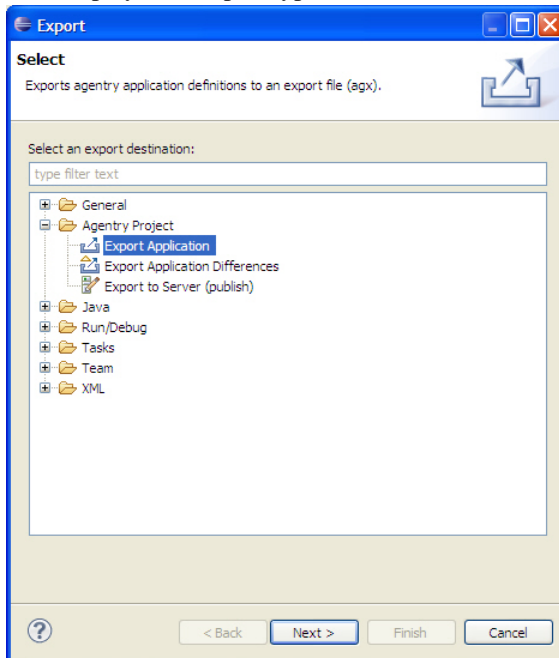 Export
Select
Exports agentry application definitions to an export file (agx).
Select an export destination:
type filter text
General
Agentry Project
Export Application
Export Application Differences
Export to Server (publish)
Java
Run/Debug
Tasks
Team
XML
?
< Back Next > Finish Cancel